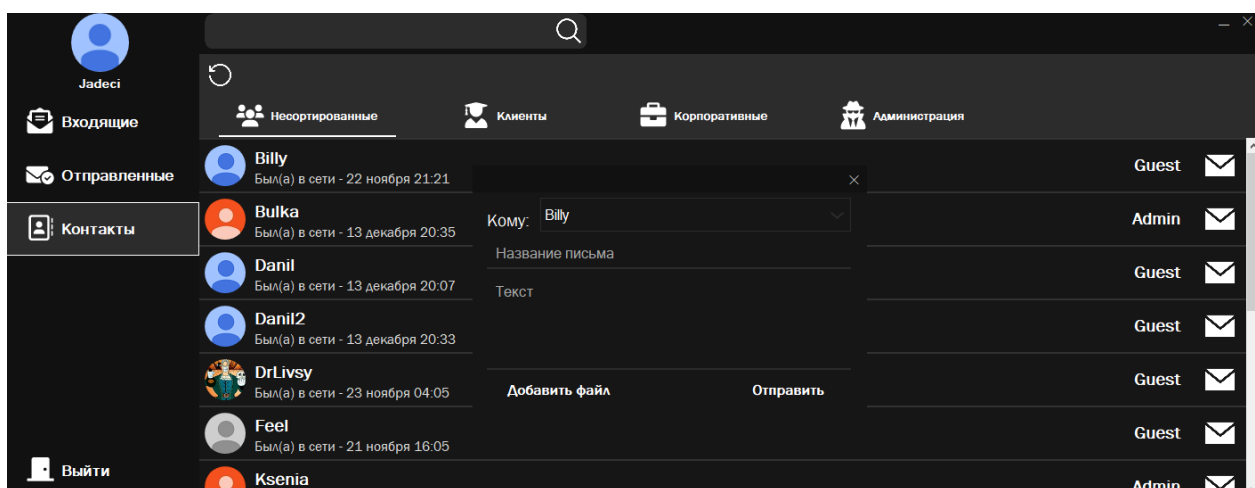 Jadeci
Входящие
Отправленные
Контакты
Выйти
Несортированные
Клиенты
Корпоративные
Администрация
Billy
Был(а) в сети - 22 ноября 21:21
Guest
Bulka
Был(а) в сети - 13 декабря 20:35
Admin
Danil
Был(а) в сети - 13 декабря 20:07
Guest
Danil2
Был(а) в сети - 13 декабря 20:33
Guest
DrLivsy
Был(а) в сети - 23 ноября 04:05
Guest
Feel
Был(а) в сети - 21 ноября 16:05
Guest
Ksenia
Admin
Кому: Billy
Название письма
Текст
Добавить файл
Отправить